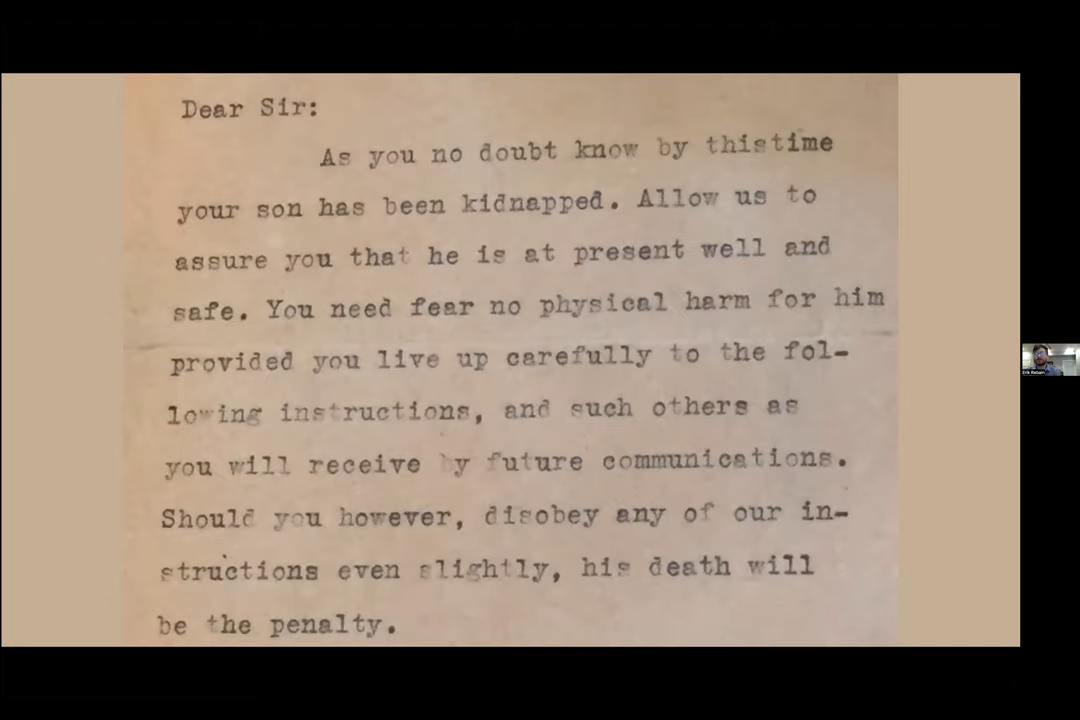 Dear Sir:
As you no doubt know by thistime
your son has been kidnapped. Allow us to
assure you that he is at present well and
safe. You need fear no physical harm for him
provided you live up carefully to the fol-
lowing instructions, and such others as
you will receive by future communications.
Should you however, disobey any of our in-
structions even slightly, his death will
be the penalty.
Erik Rebain